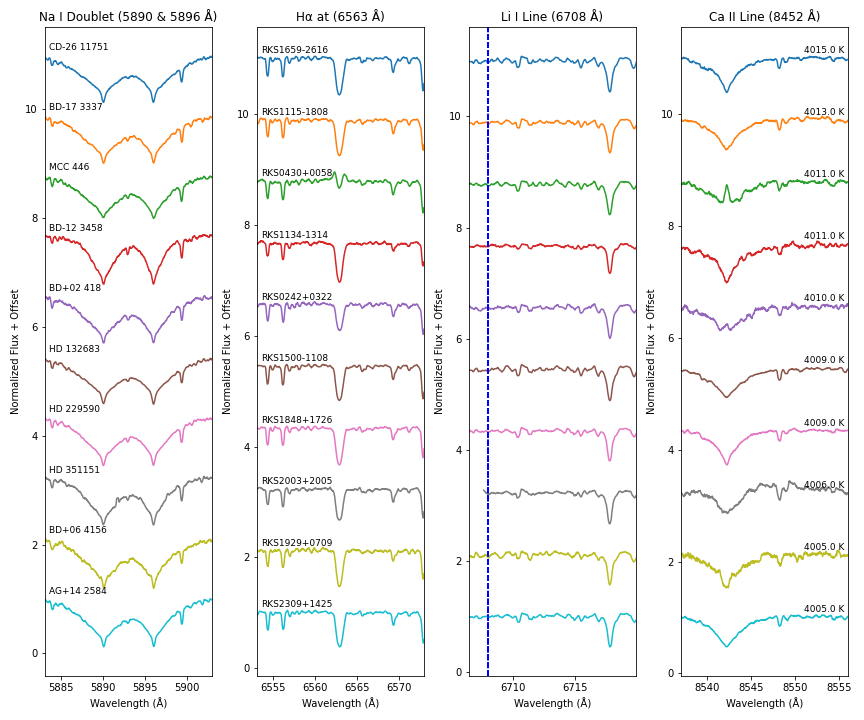 Na I Doublet (5890 & 5896 Å)
Hα at (6563 Å)
Li I Line (6708 Å)
Ca II Line (8452 Å)
CD-26 11751
BD-17 3337
MCC 446
BD-12 3458
BD+02 418
HD 132683
HD 229590
HD 351151
BD+06 4156
AG+14 2584
Normalized Flux + Offset
10
8
6
4
2
0
5885
5890
5895
5900
Wavelength (Å)
RKS1659-2616
RKS1115-1808
RKS0430+0058
RKS1134-1314
RKS0242+0322
RKS1500-1108
RKS1848+1726
RKS2003+2005
RKS1929+0709
RKS2309+1425
Normalized Flux + Offset
10
8
6
4
2
0
6555
6560
6565
6570
Wavelength (Å)
Normalized Flux + Offset
10
8
6
4
2
0
6710
6715
Wavelength (Å)
4015.0 K
4013.0 K
4011.0 K
4011.0 K
4010.0 K
4009.0 K
4009.0 K
4006.0 K
4005.0 K
4005.0 K
Normalized Flux + Offset
10
8
6
4
2
0
8540
8545
8550
8555
Wavelength (Å)